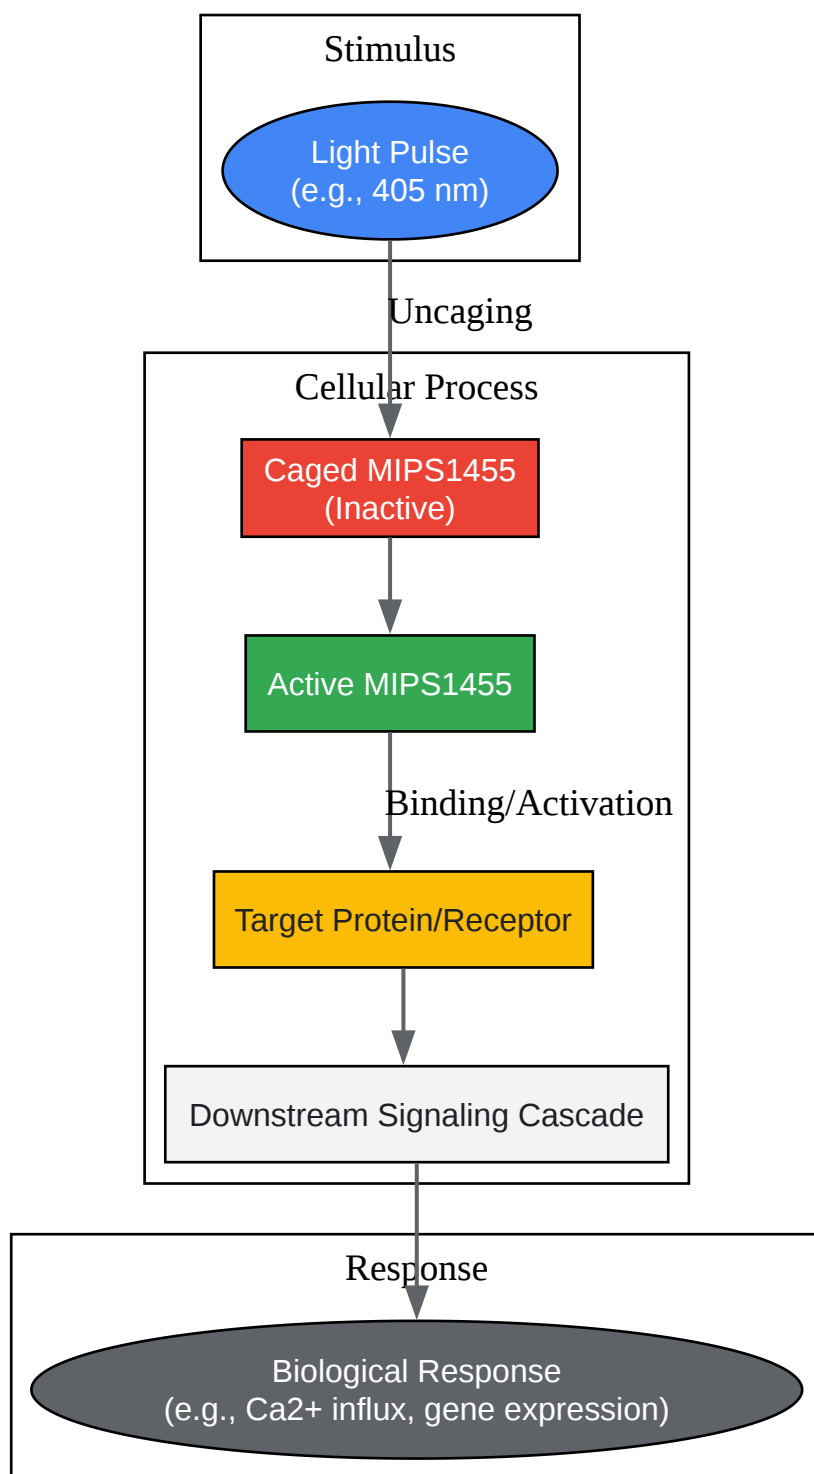 Stimulus
Light Pulse
(e.g., 405 nm)
Uncaging
Cellular Process
Caged MIPS1455
(Inactive)
Active MIPS1455
Binding/Activation
Target Protein/Receptor
Downstream Signaling Cascade
Response
Biological Response
(e.g., Ca2+ influx, gene expression)